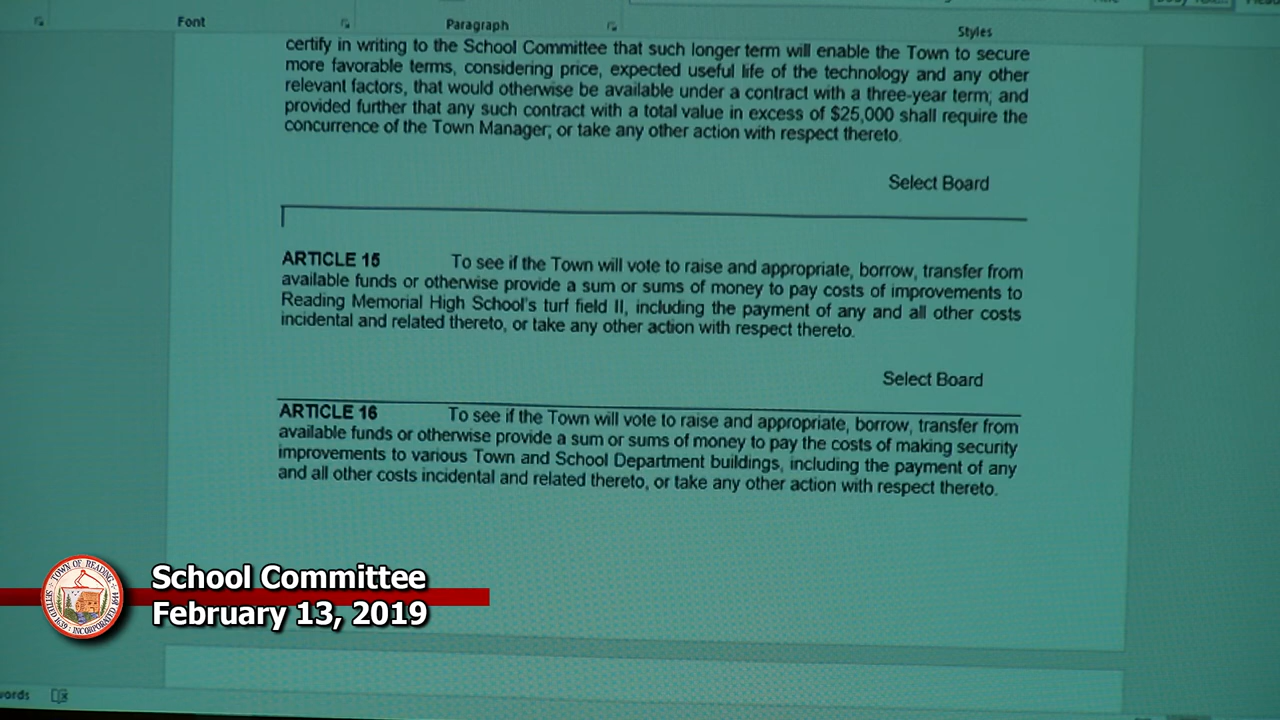 Font
Paragraph
Styles
certify in writing to the School Committee that such longer term will enable the Town to secure
more favorable terms, considering price, expected useful life of the technology and any other
relevant factors, that would otherwise be available under a contract with a three-year term; and
provided further that any such contract with a total value in excess of $25,000 shall require the
concurrence of the Town Manager; or take any other action with respect thereto.
Select Board
ARTICLE 15 To see if the Town will vote to raise and appropriate, borrow, transfer from
available funds or otherwise provide a sum or sums of money to pay costs of improvements to
Reading Memorial High School's turf field II, including the payment of any and all other costs
incidental and related thereto, or take any other action with respect thereto.
Select Board
ARTICLE 16 To see if the Town will vote to raise and appropriate, borrow, transfer from
available funds or otherwise provide a sum or sums of money to pay the costs of making security
improvements to various Town and School Department buildings, including the payment of any
and all other costs incidental and related thereto, or take any other action with respect thereto.
TOWN OF READING
SETTLED 1639 · INCORPORATED 1644
School Committee
February 13, 2019
words